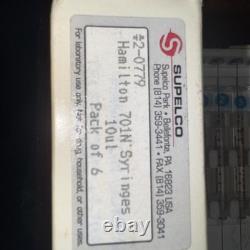 SUPELCO
Supelco Park • Bellefonte, PA 16823 USA
Phone (814) 359-3441 FAX (814) 359-3041
2-0779
Hamilton 701N Syringes
10ul
Pack of 6
For laboratory use. Not for drug, household, or other uses.